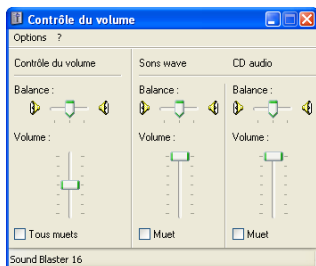 Contrôle du volume
Options ?
Contrôle du volume
Balance :
Volume :
Tous muets
Sons wave
Balance :
Volume :
Muet
CD audio
Balance :
Volume :
Muet
Sound Blaster 16